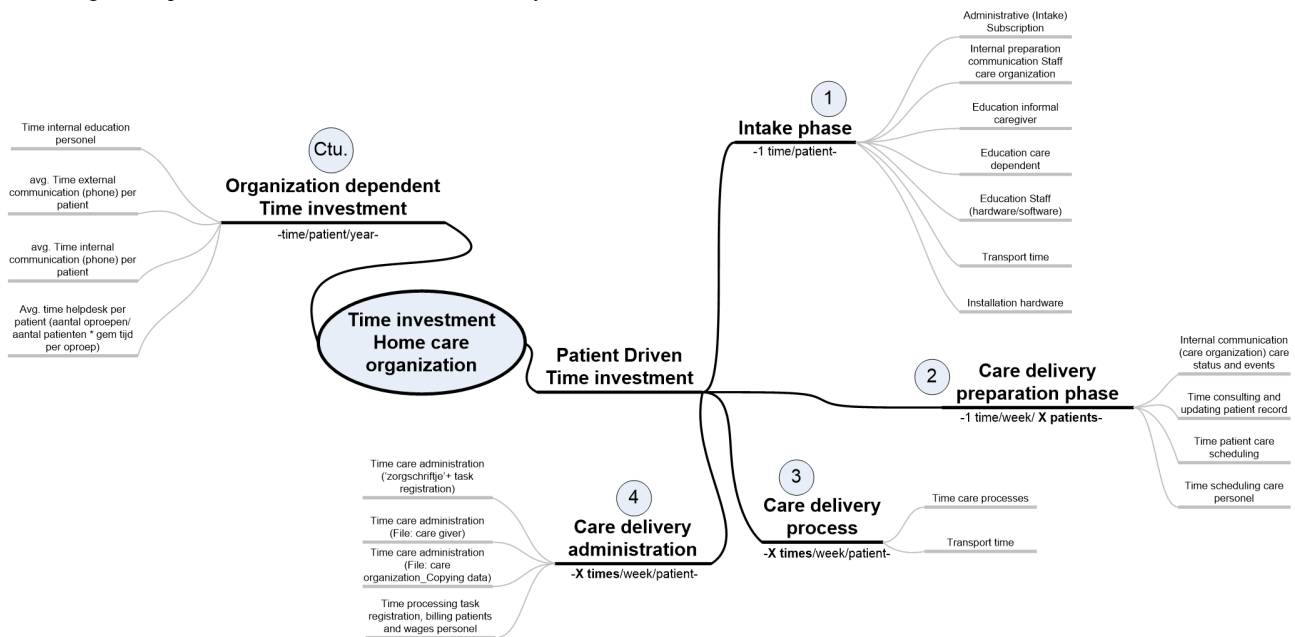 Administrative (Intake)
Subscription
Internal preparation
communication Staff
care organization
Education informal
caregiver
Education care
dependent
Education Staff
(hardware/software)
Transport time
Installation hardware
1
Intake phase
-1 time/patient-
Ctu.
Organization dependent
Time investment
-time/patient/year-
Time internal education
personel
avg. Time external
communication (phone) per
patient
avg. Time internal
communication (phone) per
patient
Avg. time helpdesk per
patient (aantal oproepen/
aantal patienten * gem tijd
per oproep)
Time investment
Home care
organization
Patient Driven
Time investment
2
Care delivery
preparation phase
-1 time/week/ X patients-
Internal communication
(care organization) care
status and events
Time consulting and
updating patient record
Time patient care
scheduling
Time scheduling care
personel
3
Care delivery
process
-X times/week/patient-
Time care processes
Transport time
4
Care delivery
administration
-X times/week/patient-
Time care administration
('zorgschriftje'+ task
registration)
Time care administration
(File: care giver)
Time care administration
(File: care
organization_Copying data)
Time processing task
registration, billing patients
and wages personel